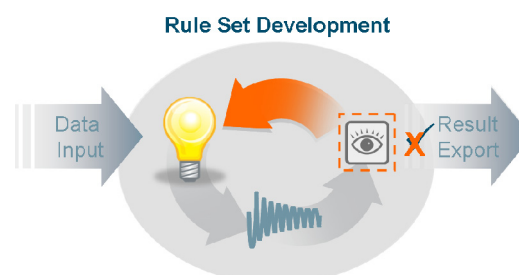 Rule Set Development
Data
Input
Result
Export